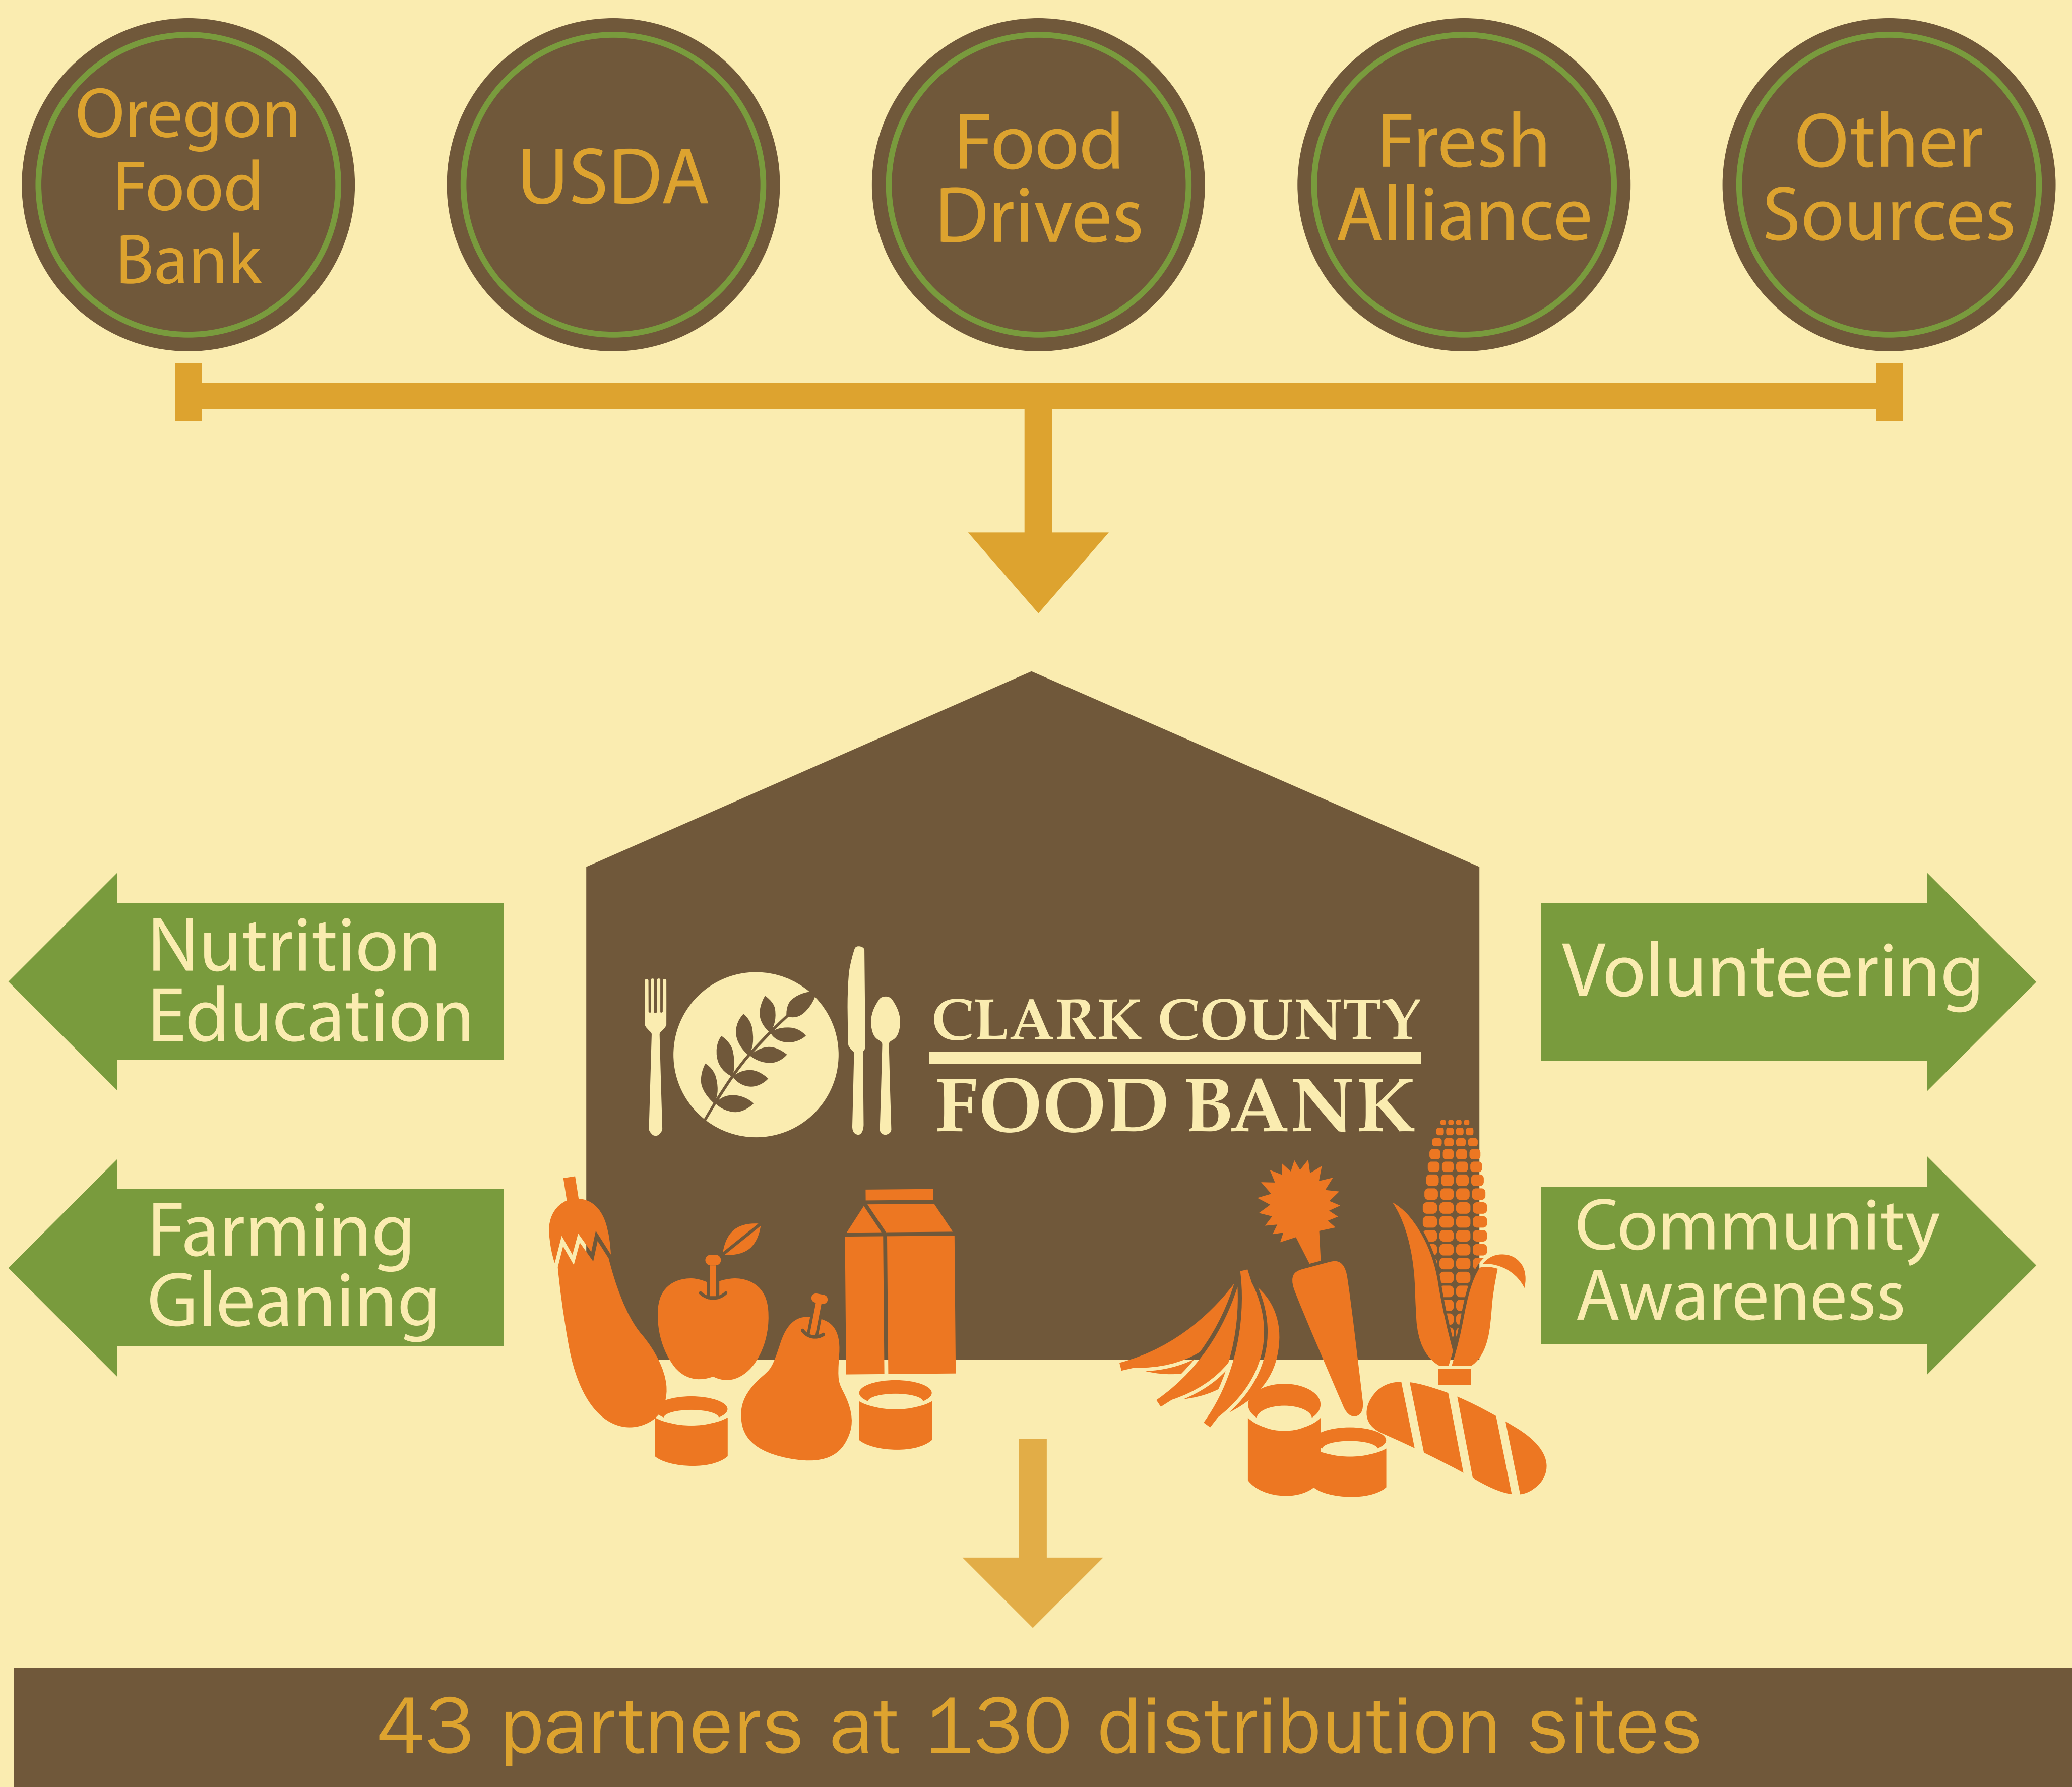 Oregon
Food
Bank
USDA
Food
Drives
Fresh
Alliance
Other
Sources
Nutrition
Education
Volunteering
CLARK COUNTY
FOOD BANK
Farming
Gleaning
Community
Awareness
43 partners at 130 distribution sites